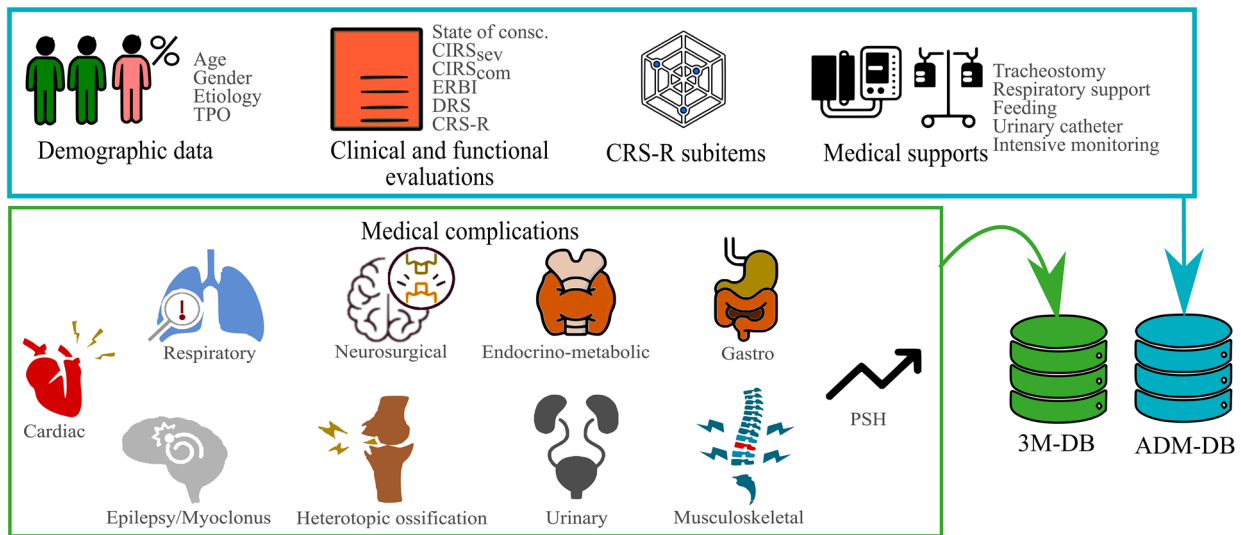 %
Age
Gender
Etiology
TPO
Demographic data
State of consc.
CIRSsev
CIRScom
ERBI
DRS
CRS-R
Clinical and functional
evaluations
CRS-R subitems
Tracheostomy
Respiratory support
Feeding
Urinary catheter
Intensive monitoring
Medical supports
Medical complications
!
Respiratory
Neurosurgical
Endocrino-metabolic
Gastro
Cardiac
PSH
Epilepsy/Myoclonus
Heterotopic ossification
Urinary
Musculoskeletal
3M-DB
ADM-DB